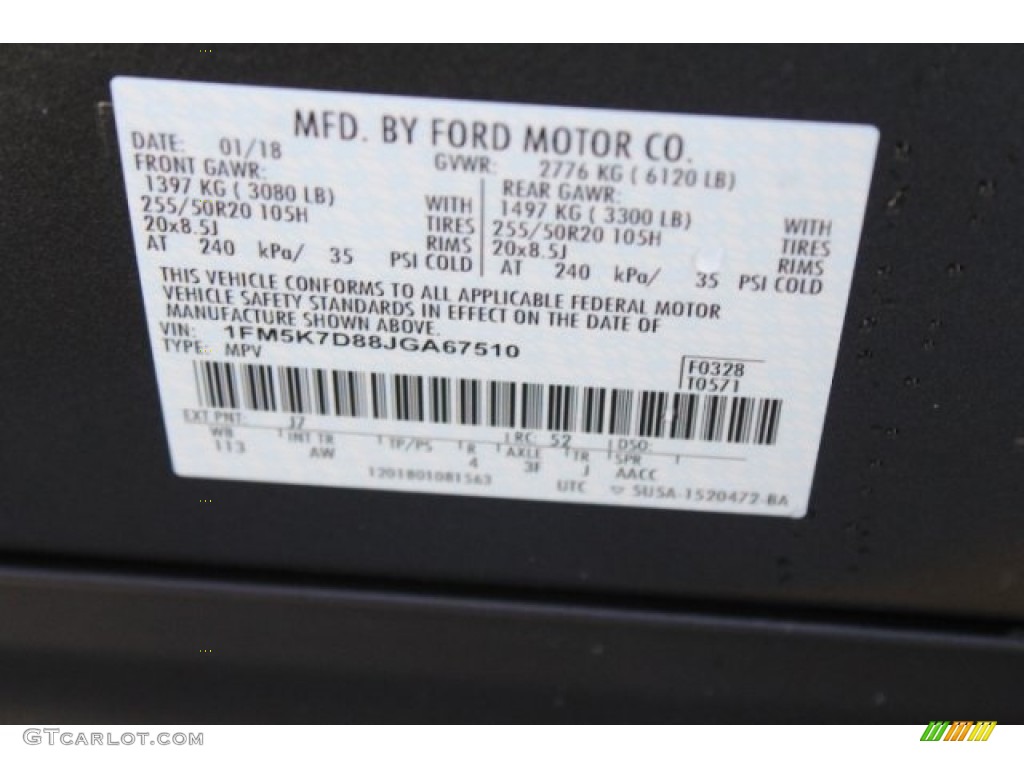 MFD. BY FORD MOTOR CO.
DATE: 01/18 GVWR: 2776 KG ( 6120 LB)
FRONT GAWR: REAR GAWR:
1397 KG ( 3080 LB) WITH 1497 KG ( 3300 LB) WITH
255/50R20 105H TIRES 255/50R20 105H TIRES
20x8.5J RIMS 20x8.5J RIMS
AT 240 kPa/ 35 PSI COLD AT 240 kPa/ 35 PSI COLD
THIS VEHICLE CONFORMS TO ALL APPLICABLE FEDERAL MOTOR
VEHICLE SAFETY STANDARDS IN EFFECT ON THE DATE OF
MANUFACTURE SHOWN ABOVE.
VIN: 1FM5K7D88JGA67510
TYPE: MPV
F0328
T0571
EXT PNT: J7 RC: 52 DSO:
WB INT TR TP/PS R AXLE TR SPR
113 AW 4 3F J AACC
1201801081563 UTC 5U5A-1520472-BA
GTCarlot.com